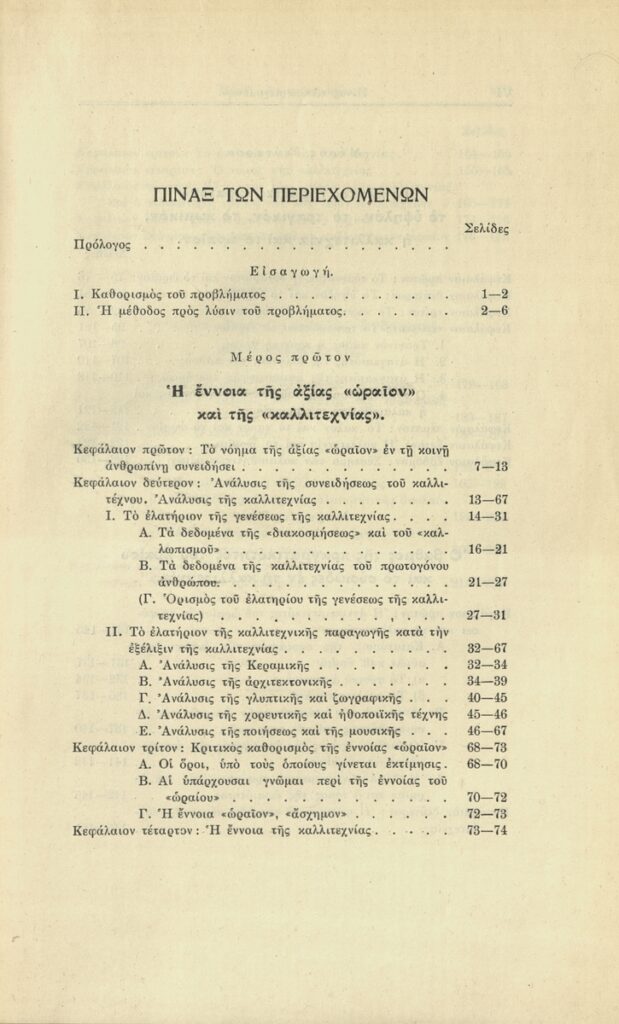 ΠΙΝΑΞ ΤΩΝ ΠΕΡΙΕΧΟΜΕΝΩΝ
Σελίδες
Πρόλογος . . . . . . . . . . . . . . . . . .
Εἰσαγωγή.
I. Καθορισμὸς τοῦ προβλήματος . . . . . . . . . . 1—2
II. Ἡ μέθοδος πρὸς λύσιν τοῦ προβλήματος. . . . . . . 2—6
Μέρος πρῶτον
Ἡ ἔννοια τῆς ἀξίας «ὡραῖον»
καὶ τῆς «καλλιτεχνίας».
Κεφάλαιον πρῶτον : Τὸ νόημα τῆς ἀξίας «ὡραῖον» ἐν τῇ κοινῇ
ἀνθρωπίνῃ συνειδήσει . . . . . . . . . . . . 7—13
Κεφάλαιον δεύτερον : Ἀνάλυσις τῆς συνειδήσεως τοῦ καλλι-
τέχνου. Ἀνάλυσις τῆς καλλιτεχνίας . . . . . . . 13—67
I. Τὸ ἐλατήριον τῆς γενέσεως τῆς καλλιτεχνίας. . . . 14—31
Α. Τὰ δεδομένα τῆς «διακοσμήσεως» καὶ τοῦ «καλ-
λωπισμοῦ» . . . . . . . . . . . . . 16—21
Β. Τὰ δεδομένα τῆς καλλιτεχνίας τοῦ πρωτογόνου
ἀνθρώπου. . . . . . . . . . . . . 21—27
(Γ. Ὁρισμὸς τοῦ ἐλατηρίου τῆς γενέσεως τῆς καλλι-
τεχνίας) . . . . . . . . . . . . . 27—31
II. Τὸ ἐλατήριον τῆς καλλιτεχνικῆς παραγωγῆς κατὰ τὴν
ἐξέλιξιν τῆς καλλιτεχνίας . . . . . . . . . . 32—67
Α. Ἀνάλυσις τῆς Κεραμικῆς . . . . . . . 32—34
Β. Ἀνάλυσις τῆς ἀρχιτεκτονικῆς . . . . . . 34—39
Γ. Ἀνάλυσις τῆς γλυπτικῆς καὶ ζωγραφικῆς . . . 40—45
Δ. Ἀνάλυσις τῆς χορευτικῆς καὶ ἠθοποϊκῆς τέχνης 45—46
Ε. Ἀνάλυσις τῆς ποιήσεως καὶ τῆς μουσικῆς . . . 46—67
Κεφάλαιον τρίτον : Κριτικὸς καθορισμὸς τῆς ἐννοίας «ὡραῖον» 68—73
Α. Οἱ ὅροι, ὑπὸ τοὺς ὁποίους γίνεται ἐκτίμησις. . 68—70
Β. Αἱ ὑπάρχουσαι γνῶμαι περὶ τῆς ἐννοίας τοῦ
«ὡραίου» . . . . . . . . . . . . 70—72
Γ. Ἡ ἔννοια «ὡραῖον», «ἄσχημον» . . . . . . 72—73
Κεφάλαιον τέταρτον : Ἡ ἔννοια τῆς καλλιτεχνίας . . . . . 73—74